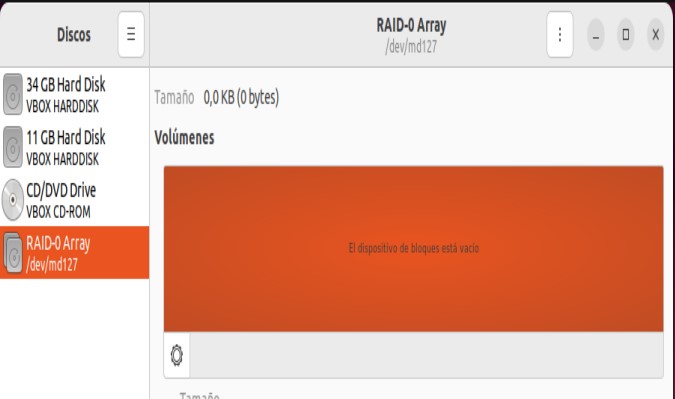 Discos
RAID-0 Array
/dev/md127
34 GB Hard Disk
VBOX HARDDISK
11 GB Hard Disk
VBOX HARDDISK
CD/DVD Drive
VBOX CD-ROM
RAID-0 Array
/dev/md127
Tamaño 0,0 KB (0 bytes)
Volúmenes
El dispositivo de bloques está vacío
Tamaño